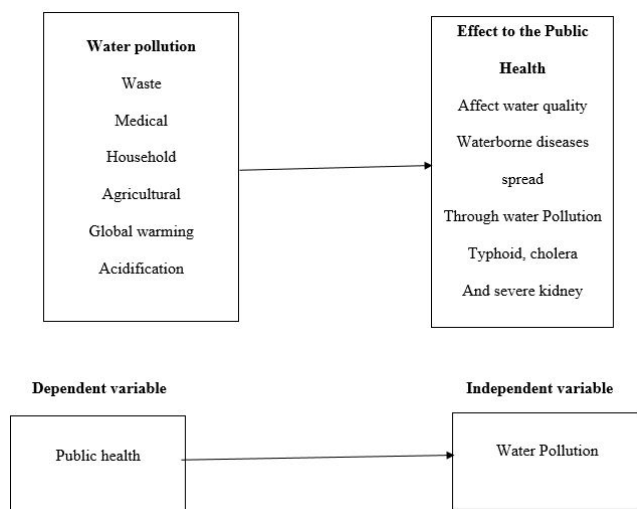 Water pollution
Waste
Medical
Household
Agricultural
Global warming
Acidification
Effect to the Public
Health
Affect water quality
Waterborne diseases
spread
Through water Pollution
Typhoid, cholera
And severe kidney
Dependent variable
Public health
Independent variable
Water Pollution